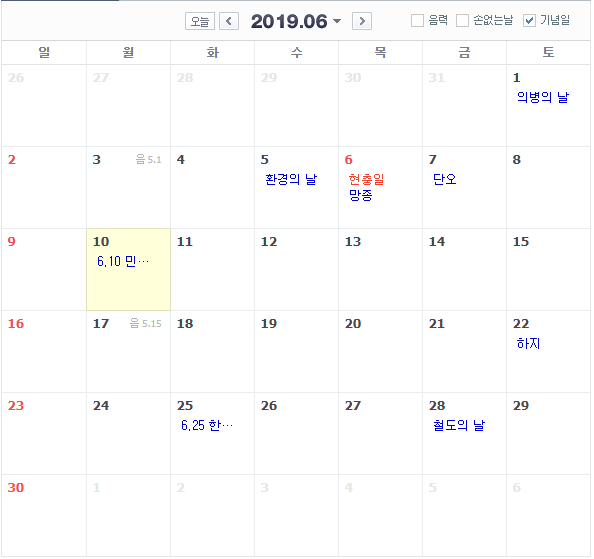 오늘 < 2019.06 > 음력 손없는날 기념일
일 월 화 수 목 금 토
26 27 28 29 30 31 1
의병의 날
2 3 음 5.1 4 5 6 7 8
환경의 날 현충일 단오
망종
9 10 11 12 13 14 15
6.10 민…
16 17 음 5.15 18 19 20 21 22
하지
23 24 25 26 27 28 29
6.25 한… 철도의 날
30 1 2 3 4 5 6